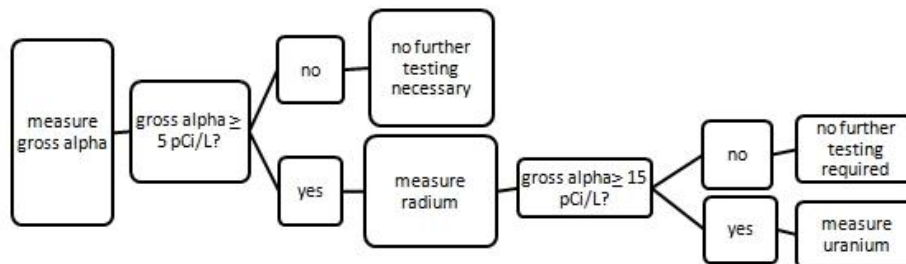 measure
gross alpha
gross alpha ≥
5 pCi/L?
no
no further
testing
necessary
yes
measure
radium
gross alpha≥ 15
pCi/L?
no
no further
testing
required
yes
measure
uranium